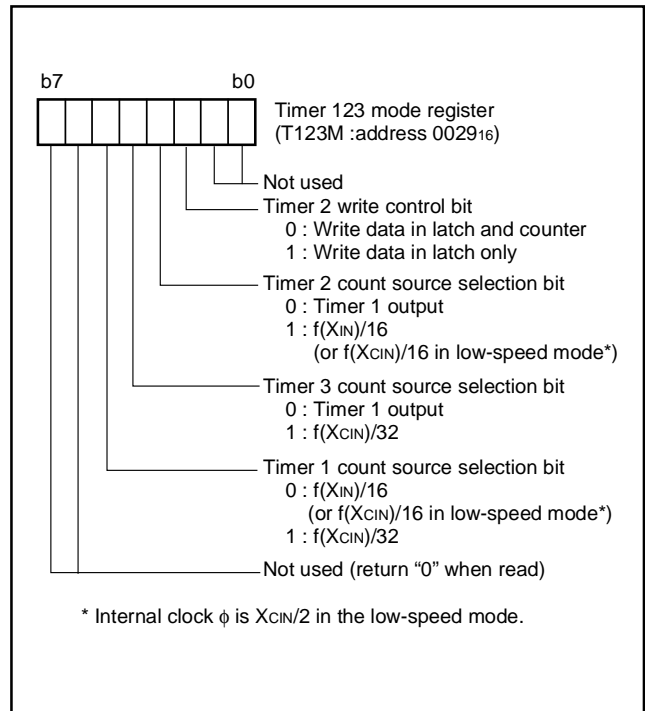 b7 b0
Timer 123 mode register
(T123M :address 002916)
Not used
Timer 2 write control bit
0 : Write data in latch and counter
1 : Write data in latch only
Timer 2 count source selection bit
0 : Timer 1 output
1 : f(XIN)/16
(or f(XCIN)/16 in low-speed mode*)
Timer 3 count source selection bit
0 : Timer 1 output
1 : f(XCIN)/32
Timer 1 count source selection bit
0 : f(XIN)/16
(or f(XCIN)/16 in low-speed mode*)
1 : f(XCIN)/32
Not used (return “0” when read)
* Internal clock ϕ is XCIN/2 in the low-speed mode.